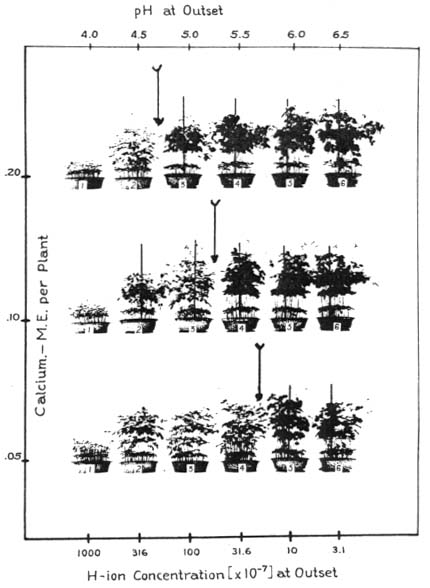 pH at Outset
4.0 4.5 5.0 5.5 6.0 6.5
.20
1 2 3 4 5 6
.10
1 2 3 4 5 6
.05
1 2 3 4 5 6
Calcium.— M.E. per Plant
1000 316 100 31.6 10 3.1
H-ion Concentration [x10⁻⁷] at Outset